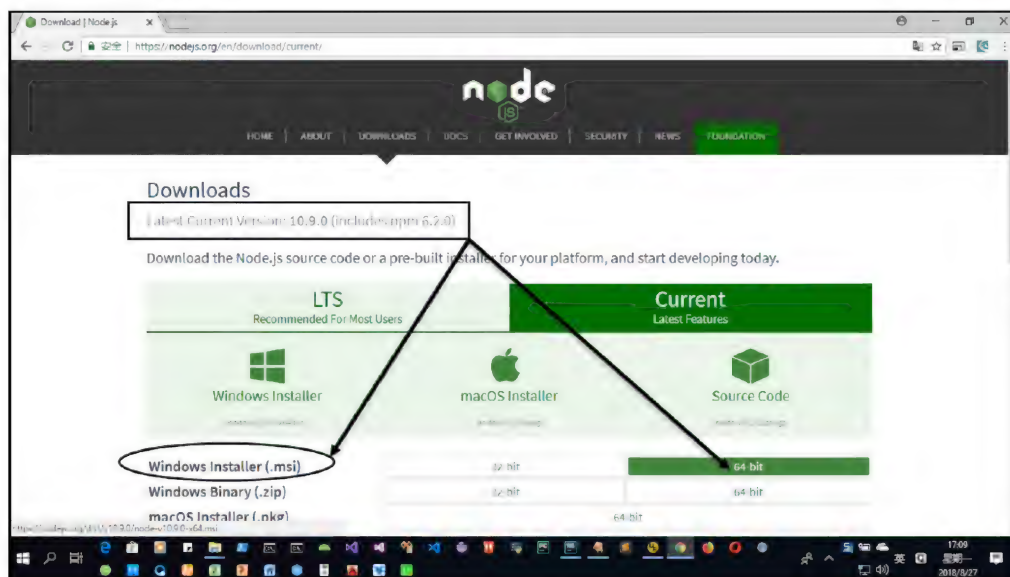 Download | Node.js
安全 | https://nodejs.org/en/download/current/
node
JS
HOME | ABOUT | DOWNLOADS | DOCS | GET INVOLVED | SECURITY | NEWS FOUNDATION
Downloads
Latest Current Version: 10.9.0 (includes npm 6.2.0)
Download the Node.js source code or a pre-built installer for your platform, and start developing today.
LTS
Recommended For Most Users
Current
Latest Features
Windows Installer
macOS Installer
Source Code
Windows Installer (.msi) 32-bit 64-bit
Windows Binary (.zip) 32-bit 64-bit
macOS Installer (.pkg) 64-bit
英
17:09
星期一
2018/8/27